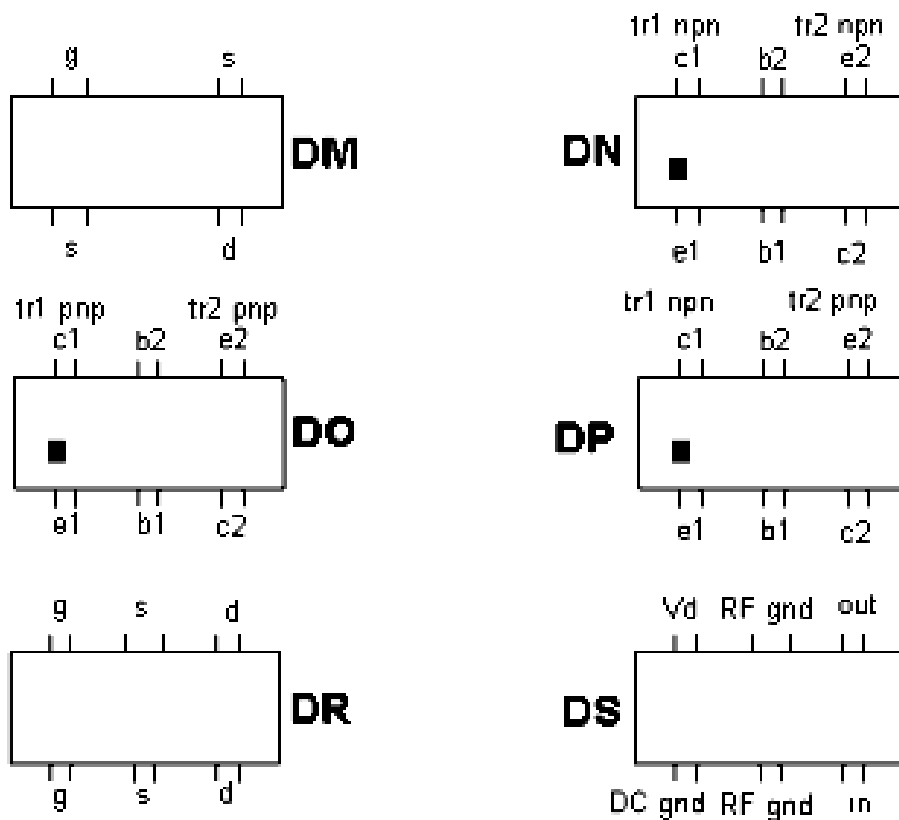 tr1 npn tr2 npn
g s c1 b2 e2
DM DN
s d e1 b1 c2
tr1 pnp tr2 pnp tr1 npn tr2 pnp
c1 b2 e2 c1 b2 e2
DO DP
e1 b1 c2 e1 b1 c2
g s d Vd RF gnd out
DR DS
g s d DC gnd RF gnd in